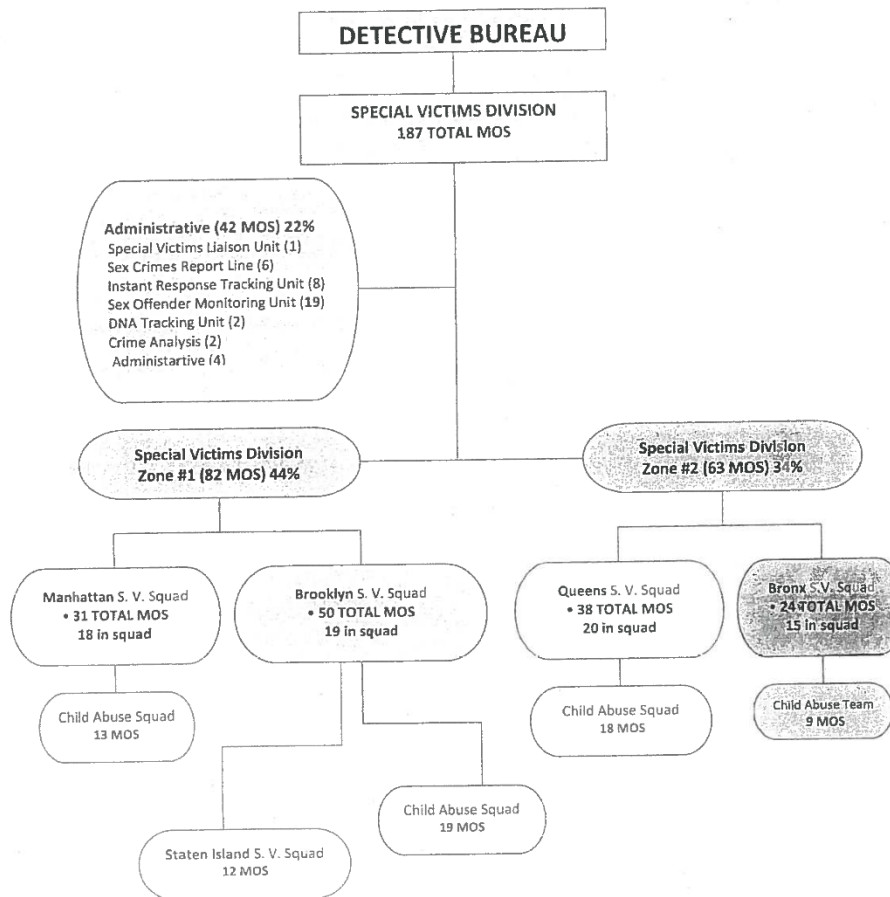 DETECTIVE BUREAU
SPECIAL VICTIMS DIVISION
187 TOTAL MOS
Administrative (42 MOS) 22%
Special Victims Liaison Unit (1)
Sex Crimes Report Line (6)
Instant Response Tracking Unit (8)
Sex Offender Monitoring Unit (19)
DNA Tracking Unit (2)
Crime Analysis (2)
Administartive (4)
Special Victims Division
Zone #1 (82 MOS) 44%
Special Victims Division
Zone #2 (63 MOS) 34%
Manhattan S. V. Squad
• 31 TOTAL MOS
18 in squad
Brooklyn S. V. Squad
• 50 TOTAL MOS
19 in squad
Queens S. V. Squad
• 38 TOTAL MOS
20 in squad
Bronx S.V. Squad
• 24 TOTAL MOS
15 in squad
Child Abuse Squad
13 MOS
Child Abuse Squad
18 MOS
Child Abuse Team
9 MOS
Child Abuse Squad
19 MOS
Staten Island S. V. Squad
12 MOS